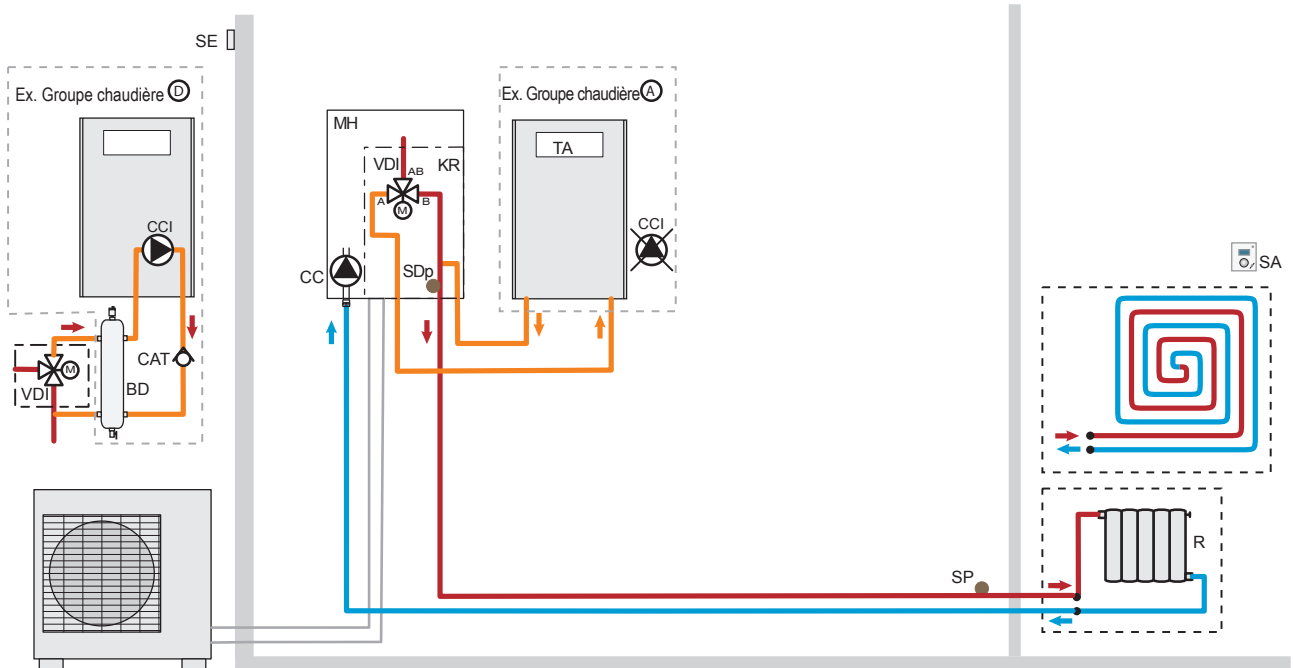 SE
Ex. Groupe chaudière D
CCI
CAT
M
VDI
BD
MH
VDI
KR
AB
A
B
M
CC
SDp
Ex. Groupe chaudière A
TA
CCI
SA
R
SP